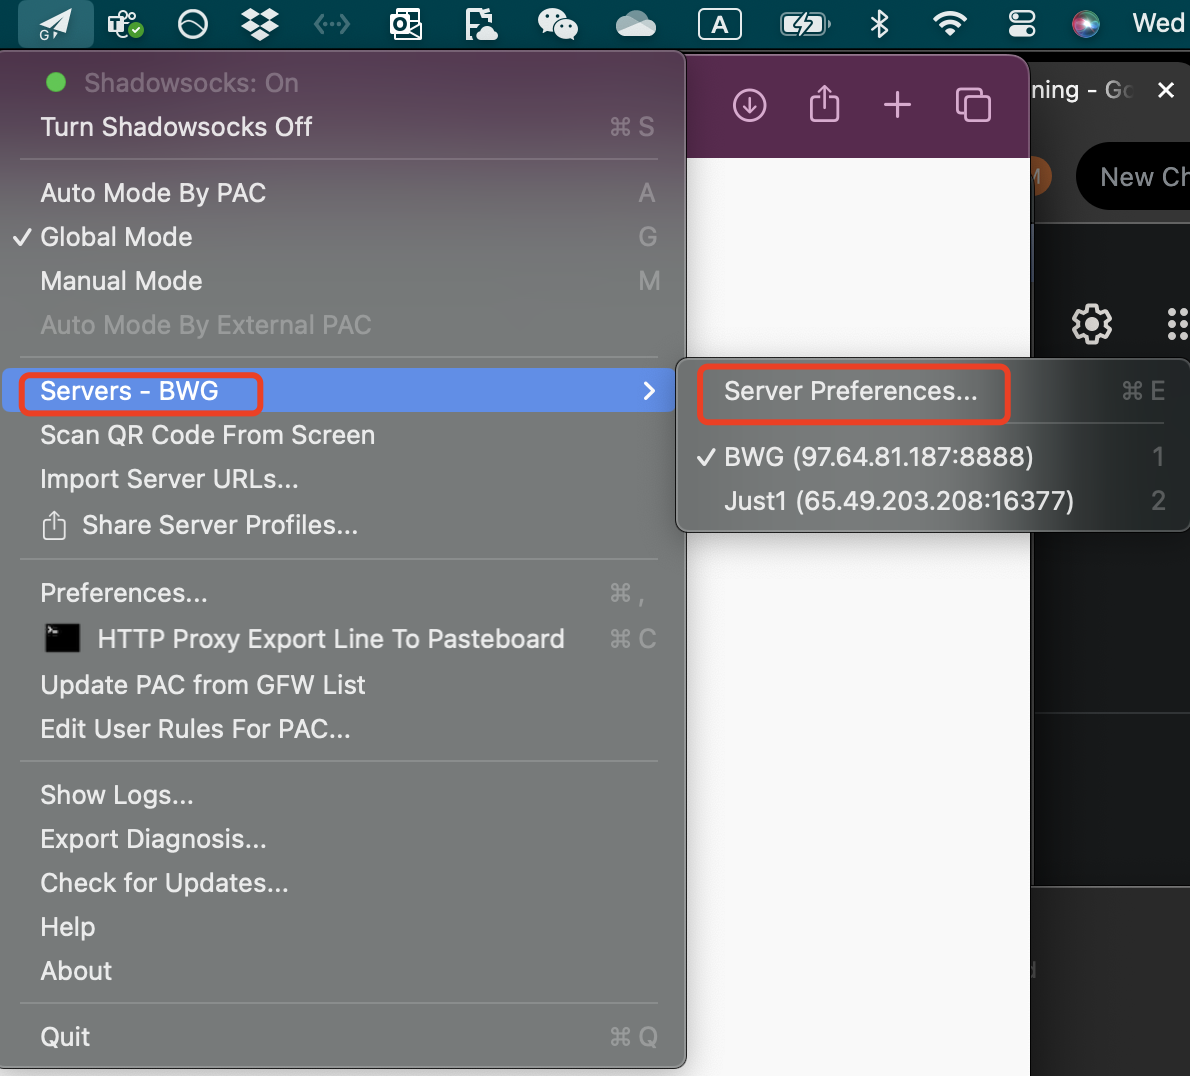 G
A
Wed
Shadowsocks: On
Turn Shadowsocks Off ⌘ S
Auto Mode By PAC A
✓ Global Mode G
Manual Mode M
Auto Mode By External PAC
Servers - BWG
Scan QR Code From Screen
Import Server URLs...
Share Server Profiles...
Preferences... ⌘ ,
HTTP Proxy Export Line To Pasteboard ⌘ C
Update PAC from GFW List
Edit User Rules For PAC...
Show Logs...
Export Diagnosis...
Check for Updates...
Help
About
Quit ⌘ Q
Server Preferences... ⌘ E
✓ BWG (97.64.81.187:8888) 1
Just1 (65.49.203.208:16377) 2
ning - Go
New Ch